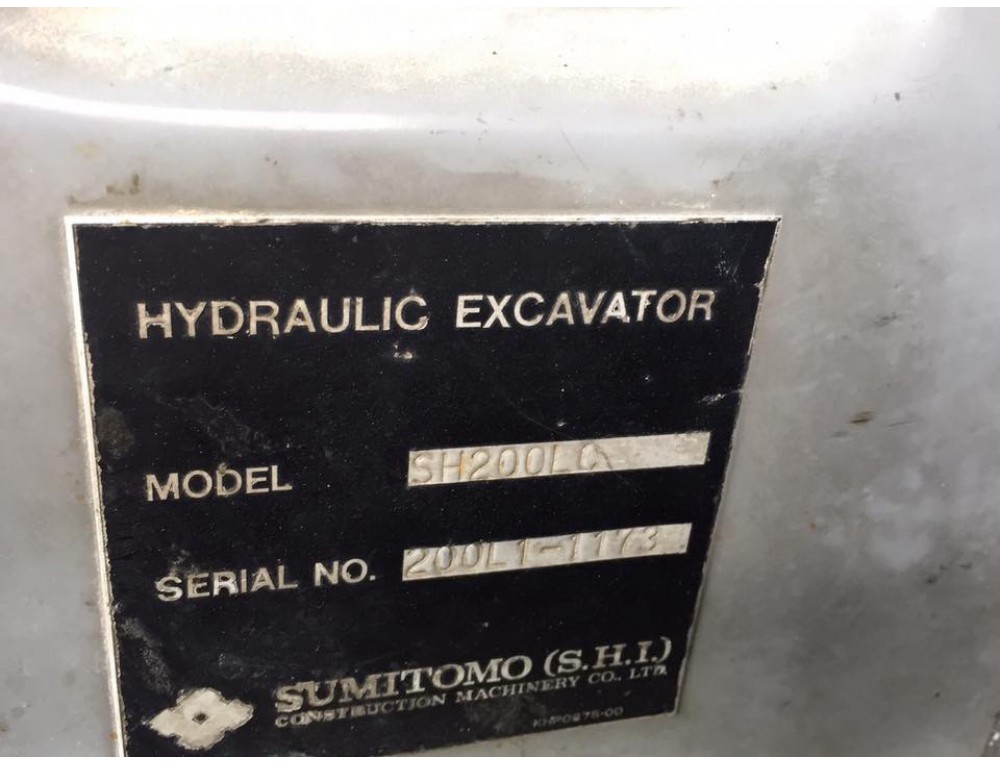 HYDRAULIC EXCAVATOR
MODEL SH200LC
SERIAL NO. 200L1-1173
SUMITOMO (S.H.I.)
CONSTRUCTION MACHINERY CO., LTD.